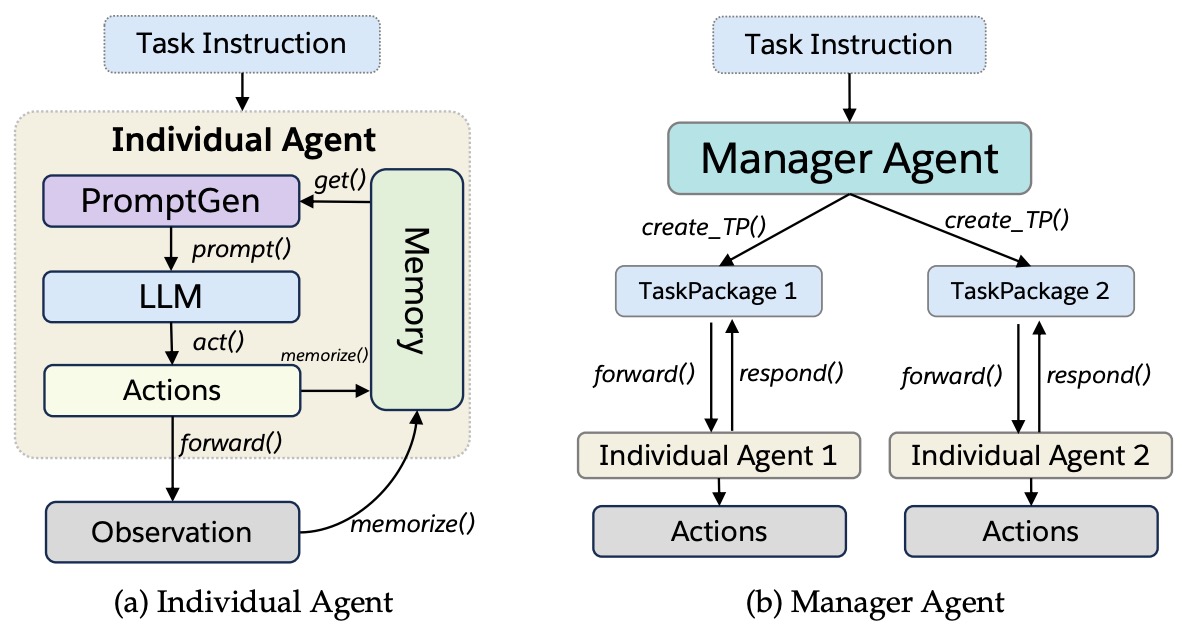 Task Instruction
Individual Agent
get()
PromptGen
prompt()
Memory
LLM
act()
memorize()
Actions
forward()
Observation
memorize()
(a) Individual Agent
Task Instruction
Manager Agent
create_TP()
create_TP()
TaskPackage 1
TaskPackage 2
forward()
respond()
forward()
respond()
Individual Agent 1
Individual Agent 2
Actions
Actions
(b) Manager Agent